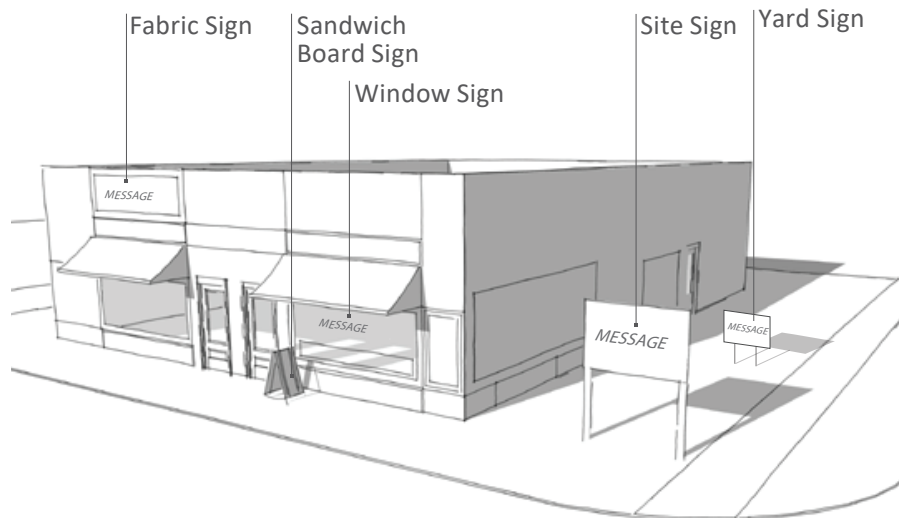 Fabric Sign
Sandwich
Board Sign
Window Sign
Site Sign
Yard Sign
MESSAGE
MESSAGE
MESSAGE
MESSAGE